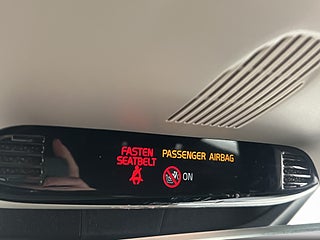 FASTEN
SEATBELT
PASSENGER AIRBAG
ON